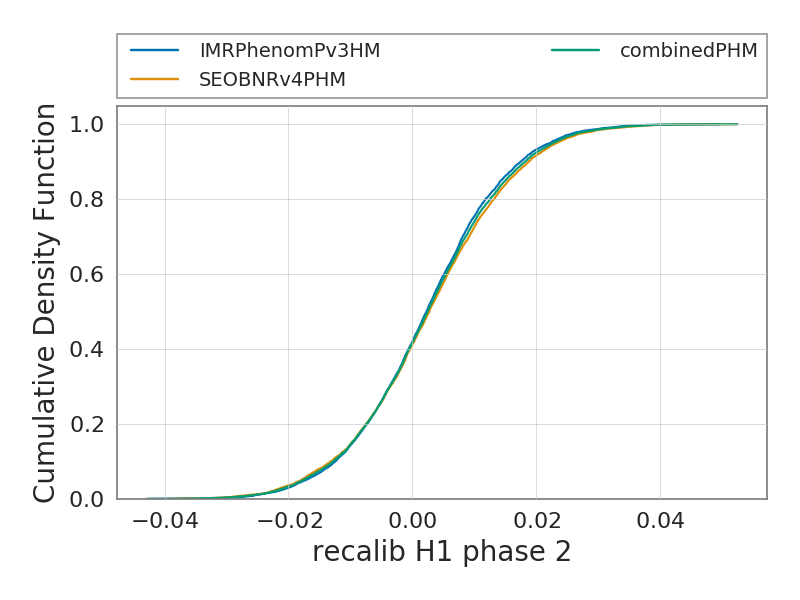 IMRPhenomPv3HM
SEOBNRv4PHM
combinedPHM
Cumulative Density Function
1.0
0.8
0.6
0.4
0.2
0.0
−0.04 −0.02 0.00 0.02 0.04
recalib H1 phase 2